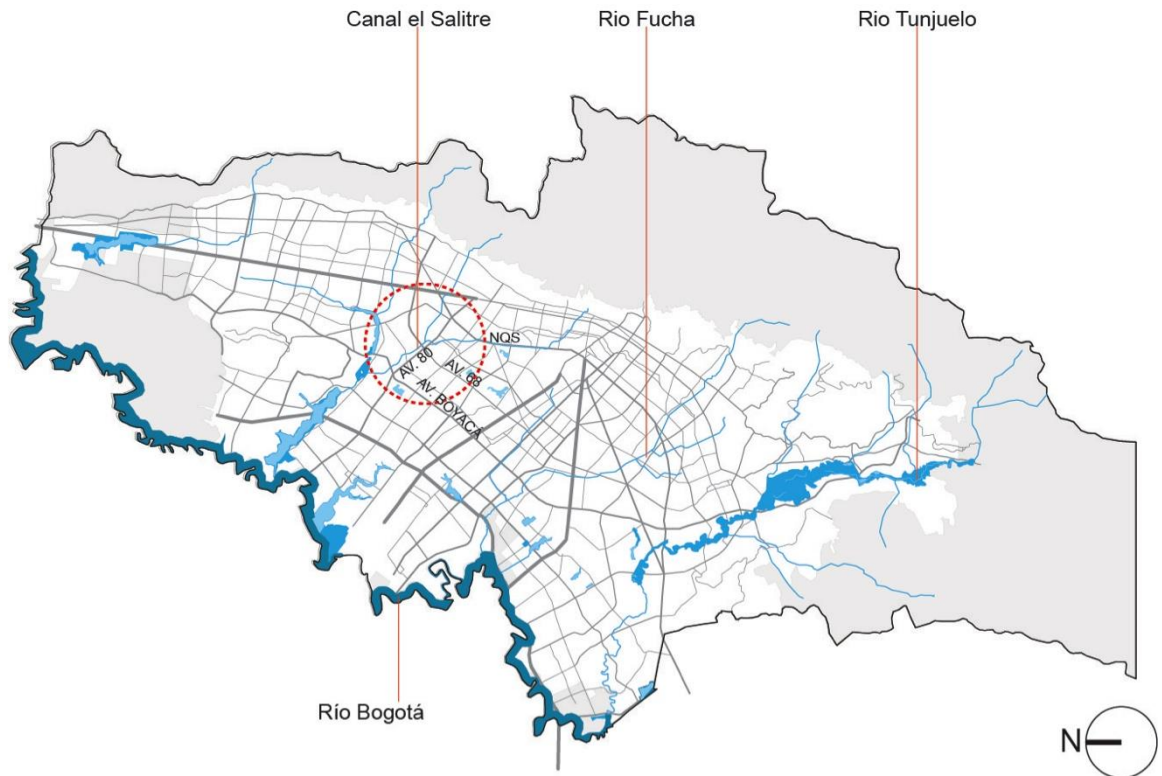 Canal el Salitre
Rio Fucha
Rio Tunjuelo
NQS
AV. 80
AV. 68
AV. BOYACÁ
Río Bogotá
N